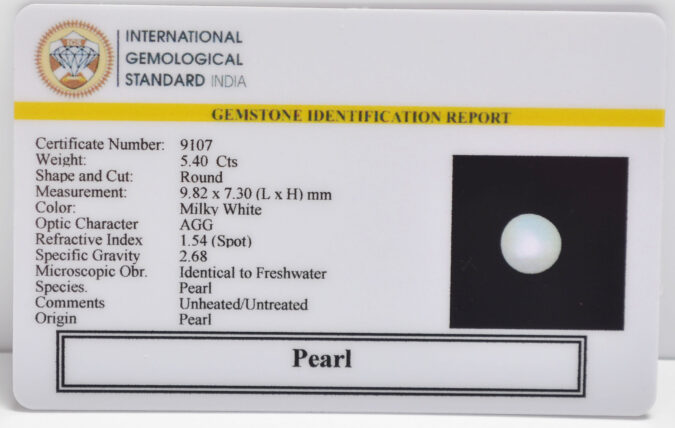 INTERNATIONAL
GEMOLOGICAL
STANDARD INDIA
GEMSTONE IDENTIFICATION REPORT
Certificate Number: 9107
Weight: 5.40 Cts
Shape and Cut: Round
Measurement: 9.82 x 7.30 (L x H) mm
Color: Milky White
Optic Character AGG
Refractive Index 1.54 (Spot)
Specific Gravity 2.68
Microscopic Obr. Identical to Freshwater
Species. Pearl
Comments Unheated/Untreated
Origin Pearl
Pearl